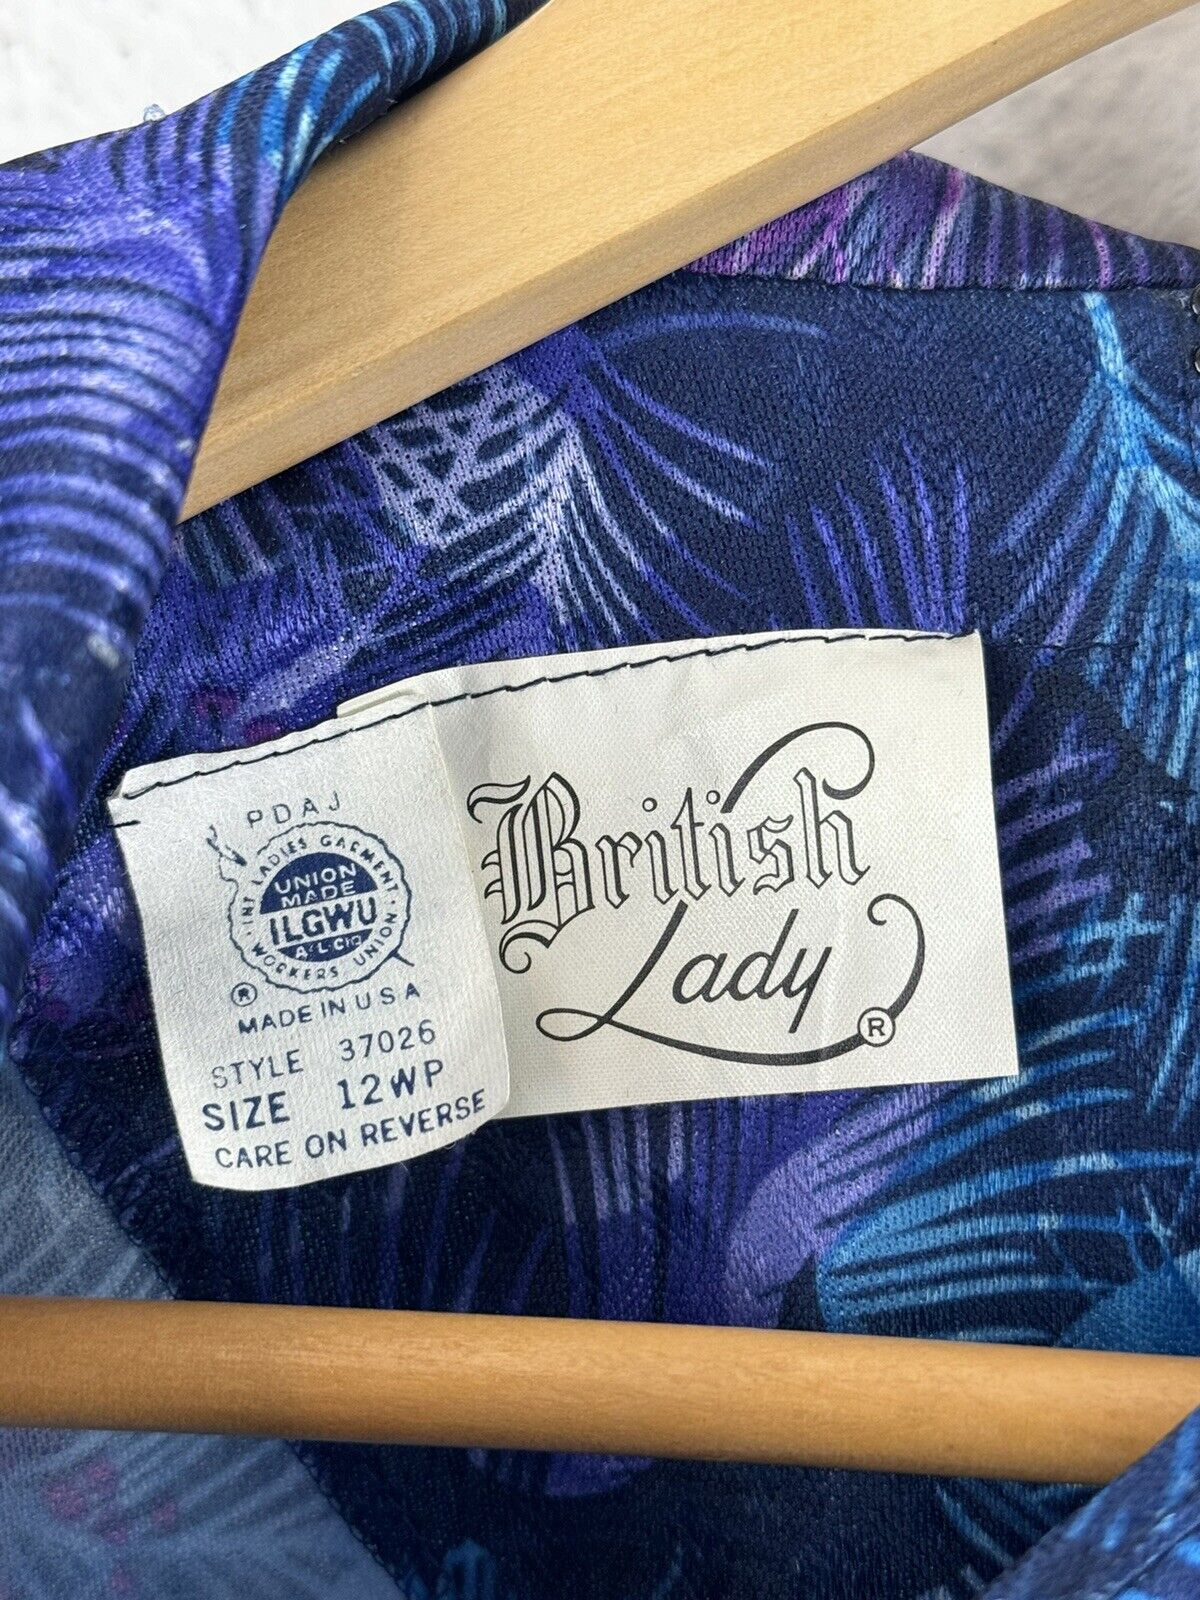 PDAJ
INT LADIES GARMENT WORKERS UNION
UNION
MADE
ILGWU
AFL-CIO
®
MADE IN U S A
STYLE 37026
SIZE 12WP
CARE ON REVERSE
British
Lady ®